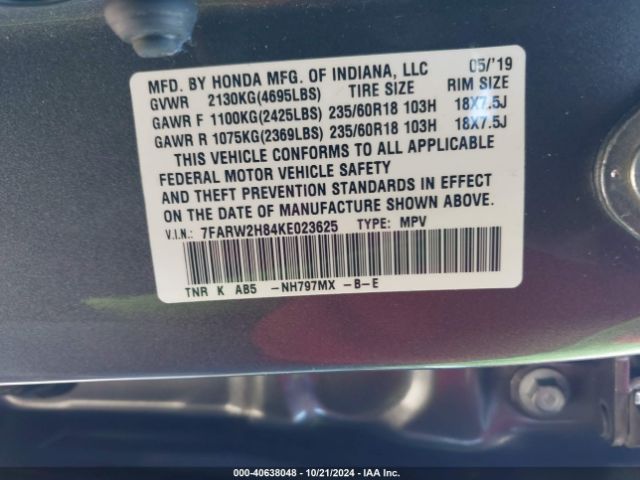 MFD. BY HONDA MFG. OF INDIANA, LLC 05/'19
GVWR 2130KG(4695LBS) TIRE SIZE RIM SIZE
GAWR F 1100KG(2425LBS) 235/60R18 103H 18X7.5J
GAWR R 1075KG(2369LBS) 235/60R18 103H 18X7.5J
THIS VEHICLE CONFORMS TO ALL APPLICABLE
FEDERAL MOTOR VEHICLE SAFETY
AND THEFT PREVENTION STANDARDS IN EFFECT
ON THE DATE OF MANUFACTURE SHOWN ABOVE.
V.I.N.: 7FARW2H84KE023625 TYPE: MPV
TNR K AB5 -NH797MX -B-E
000-40638048 - 10/21/2024 - IAA Inc.